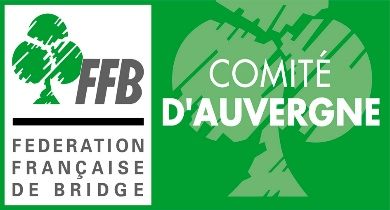 FFB
FEDERATION
FRANÇAISE
DE BRIDGE
COMITÉ
D'AUVERGNE